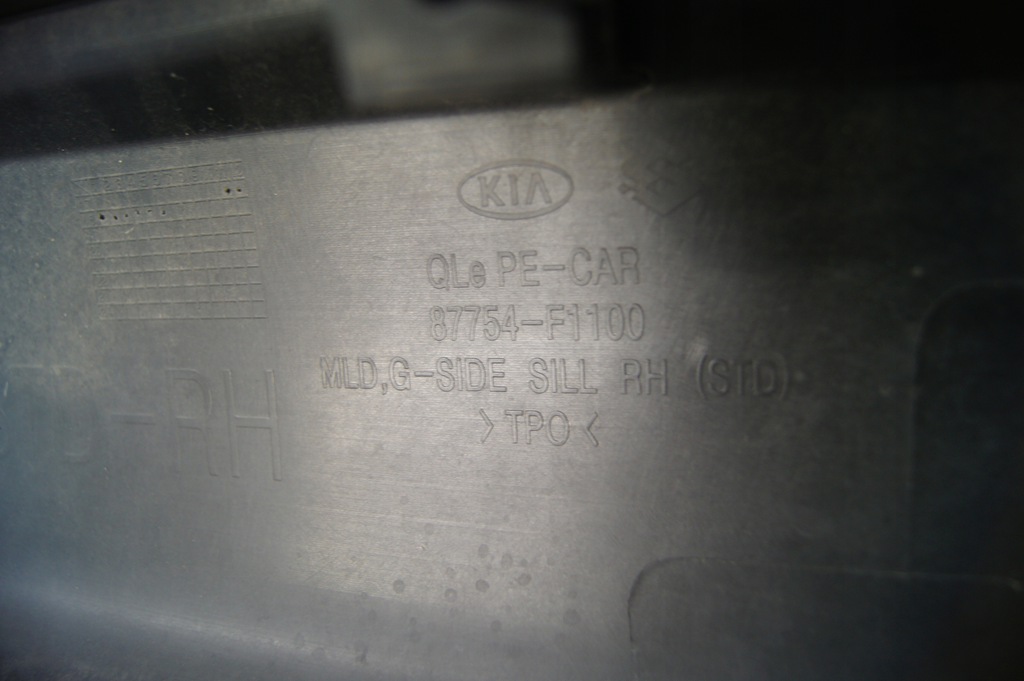 KIA
QLe PE-CAR
87754-F1100
MLD,G-SIDE SILL RH (STD)
>TPO<
-RH